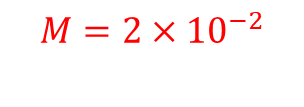 M = 2 × 10⁻²